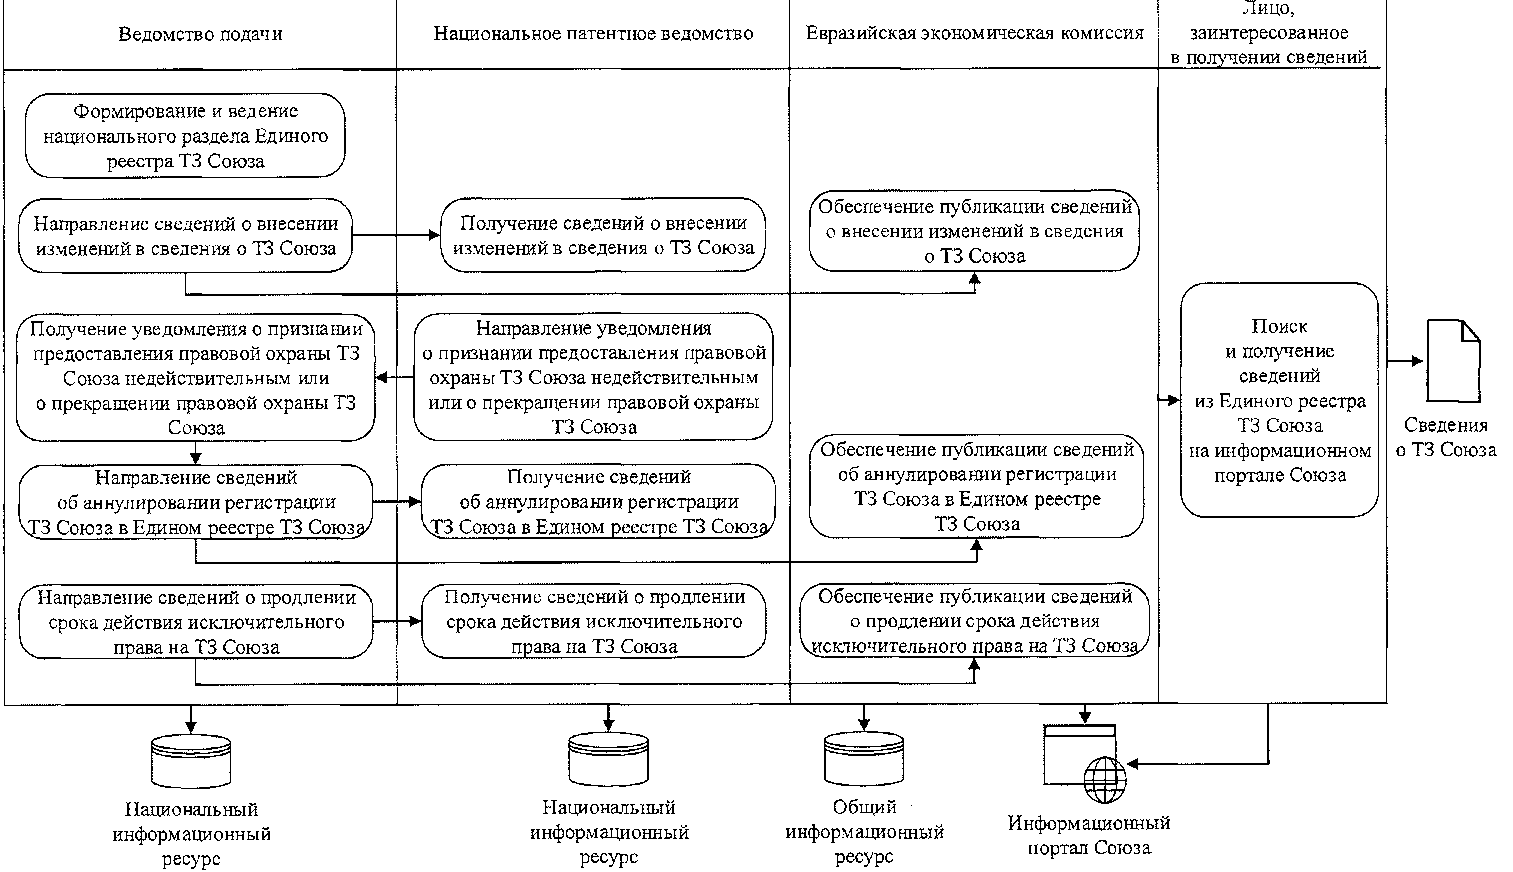 Ведомство подачи
Национальное патентное ведомство
Евразийская экономическая комиссия
Лицо,
заинтересованное
в получении сведений
Формирование и ведение
национального раздела Единого
реестра ТЗ Союза
Направление сведений о внесении
изменений в сведения о ТЗ Союза
Получение сведений о внесении
изменений в сведения о ТЗ Союза
Обеспечение публикации сведений
о внесении изменений в сведения
о ТЗ Союза
Получение уведомления о признании
предоставления правовой охраны ТЗ
Союза недействительным или
о прекращении правовой охраны ТЗ
Союза
Направление уведомления
о признании предоставления правовой
охраны ТЗ Союза недействительным
или о прекращении правовой охраны
ТЗ Союза
Поиск
и получение
сведений
из Единого реестра
ТЗ Союза
на информационном
портале Союза
Сведения
о ТЗ Союза
Направление сведений
об аннулировании регистрации
ТЗ Союза в Едином реестре ТЗ Союза
Получение сведений
об аннулировании регистрации
ТЗ Союза в Едином реестре ТЗ Союза
Обеспечение публикации сведений
об аннулировании регистрации
ТЗ Союза в Едином реестре
ТЗ Союза
Направление сведений о продлении
срока действия исключительного
права на ТЗ Союза
Получение сведений о продлении
срока действия исключительного
права на ТЗ Союза
Обеспечение публикации сведений
о продлении срока действия
исключительного права на ТЗ Союза
Национальный
информационный
ресурс
Национальный
информационный
ресурс
Общий
информационный
ресурс
Информационный
портал Союза